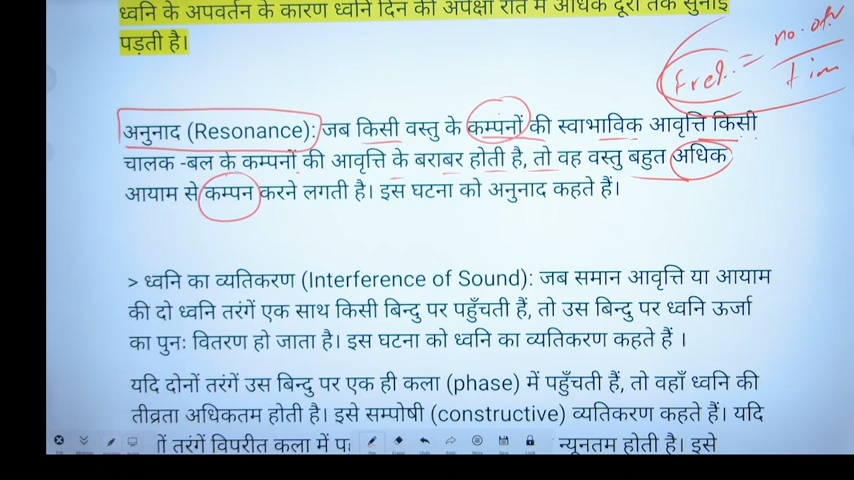 ध्वनि के अपवर्तन के कारण ध्वनि दिन की अपेक्षा रात में अधिक दूरी तक सुनाई
पड़ती है।
freq. = no. of v
time
अनुनाद (Resonance): जब किसी वस्तु के कम्पनों की स्वाभाविक आवृत्ति किसी
चालक -बल के कम्पनों की आवृत्ति के बराबर होती है, तो वह वस्तु बहुत अधिक
आयाम से कम्पन करने लगती है। इस घटना को अनुनाद कहते हैं।
> ध्वनि का व्यतिकरण (Interference of Sound): जब समान आवृत्ति या आयाम
की दो ध्वनि तरंगें एक साथ किसी बिन्दु पर पहुँचती हैं, तो उस बिन्दु पर ध्वनि ऊर्जा
का पुनः वितरण हो जाता है। इस घटना को ध्वनि का व्यतिकरण कहते हैं ।
यदि दोनों तरंगें उस बिन्दु पर एक ही कला (phase) में पहुँचती हैं, तो वहाँ ध्वनि की
तीव्रता अधिकतम होती है। इसे सम्पोषी (constructive) व्यतिकरण कहते हैं। यदि
तरंगें विपरीत कला में न्यूनतम होती है। इसे